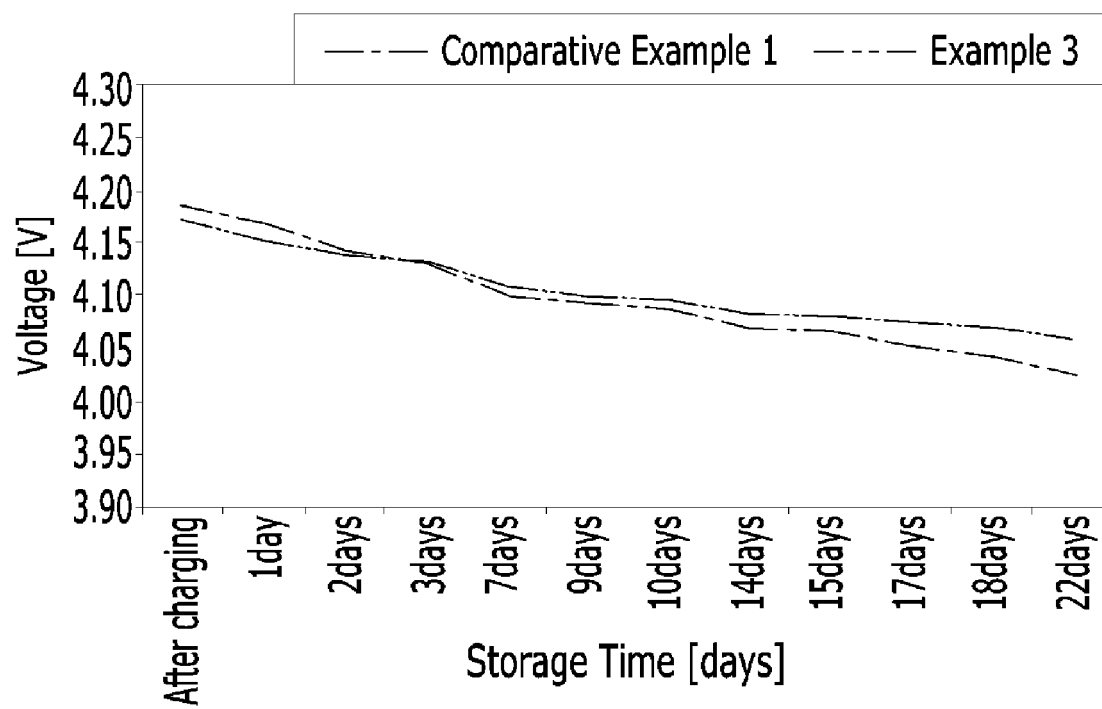 Comparative Example 1
Example 3
4.30
4.25
4.20
4.15
4.10
4.05
4.00
3.95
3.90
Voltage [V]
After charging
1day
2days
3days
7days
9days
10days
14days
15days
17days
18days
22days
Storage Time [days]